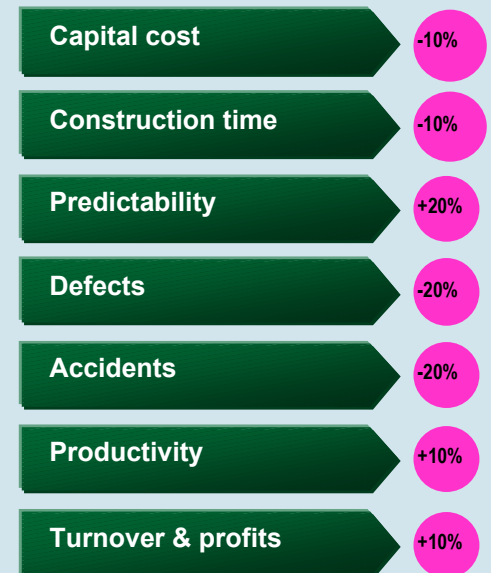 Capital cost -10%
Construction time -10%
Predictability +20%
Defects -20%
Accidents -20%
Productivity +10%
Turnover & profits +10%